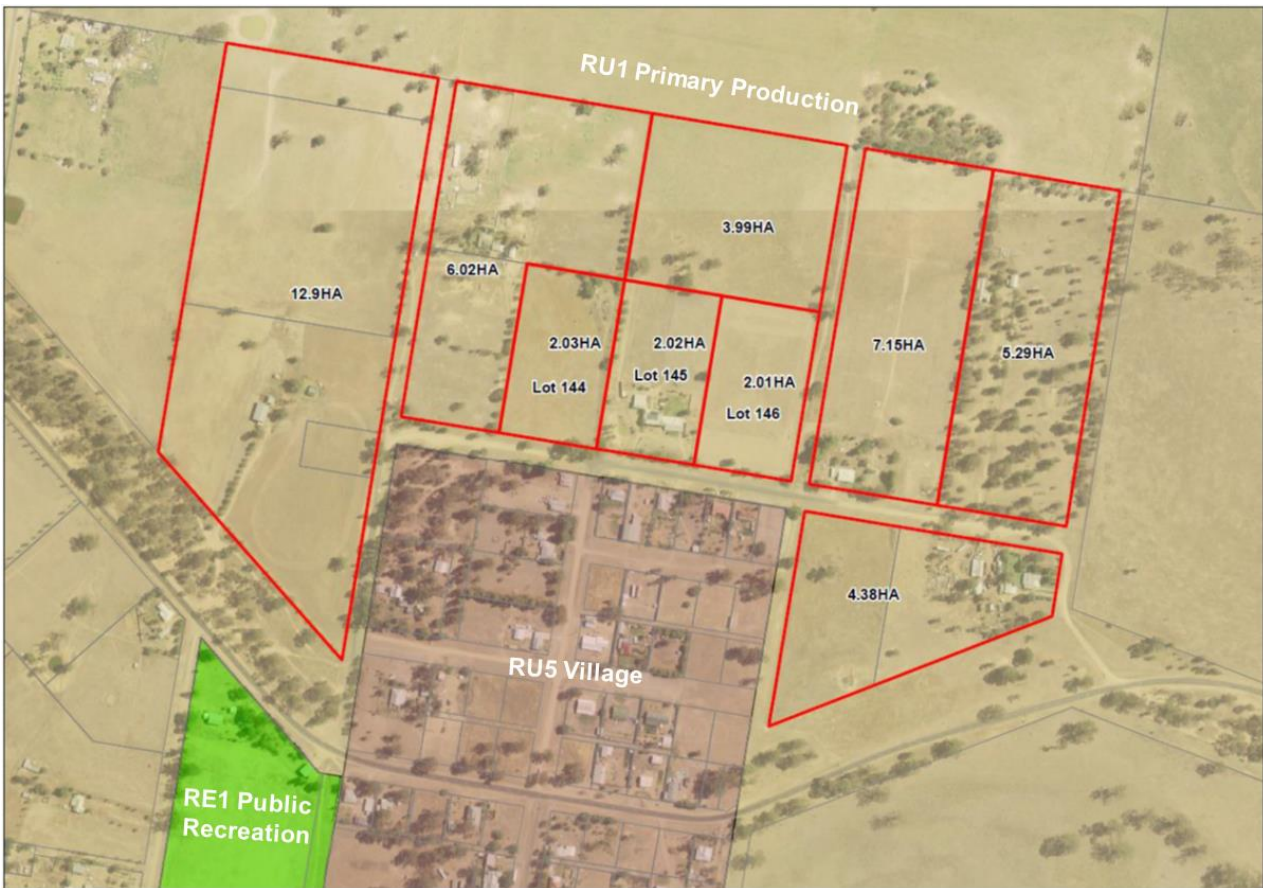 RU1 Primary Production
3.99HA
6.02HA
12.9HA
2.03HA
Lot 144
2.02HA
Lot 145
2.01HA
Lot 146
7.15HA
5.29HA
4.38HA
RU5 Village
RE1 Public
Recreation